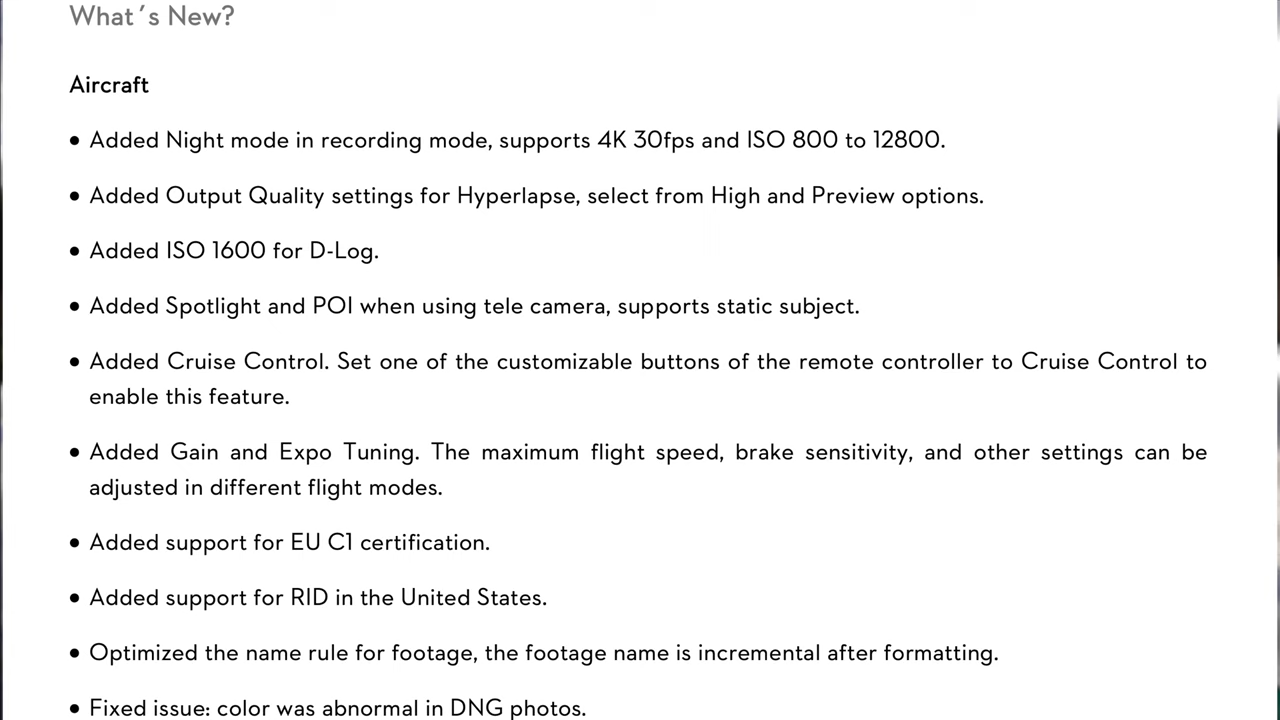 What´s New?
Aircraft
• Added Night mode in recording mode, supports 4K 30fps and ISO 800 to 12800.
• Added Output Quality settings for Hyperlapse, select from High and Preview options.
• Added ISO 1600 for D-Log.
• Added Spotlight and POI when using tele camera, supports static subject.
• Added Cruise Control. Set one of the customizable buttons of the remote controller to Cruise Control to
enable this feature.
• Added Gain and Expo Tuning. The maximum flight speed, brake sensitivity, and other settings can be
adjusted in different flight modes.
• Added support for EU C1 certification.
• Added support for RID in the United States.
• Optimized the name rule for footage, the footage name is incremental after formatting.
• Fixed issue: color was abnormal in DNG photos.